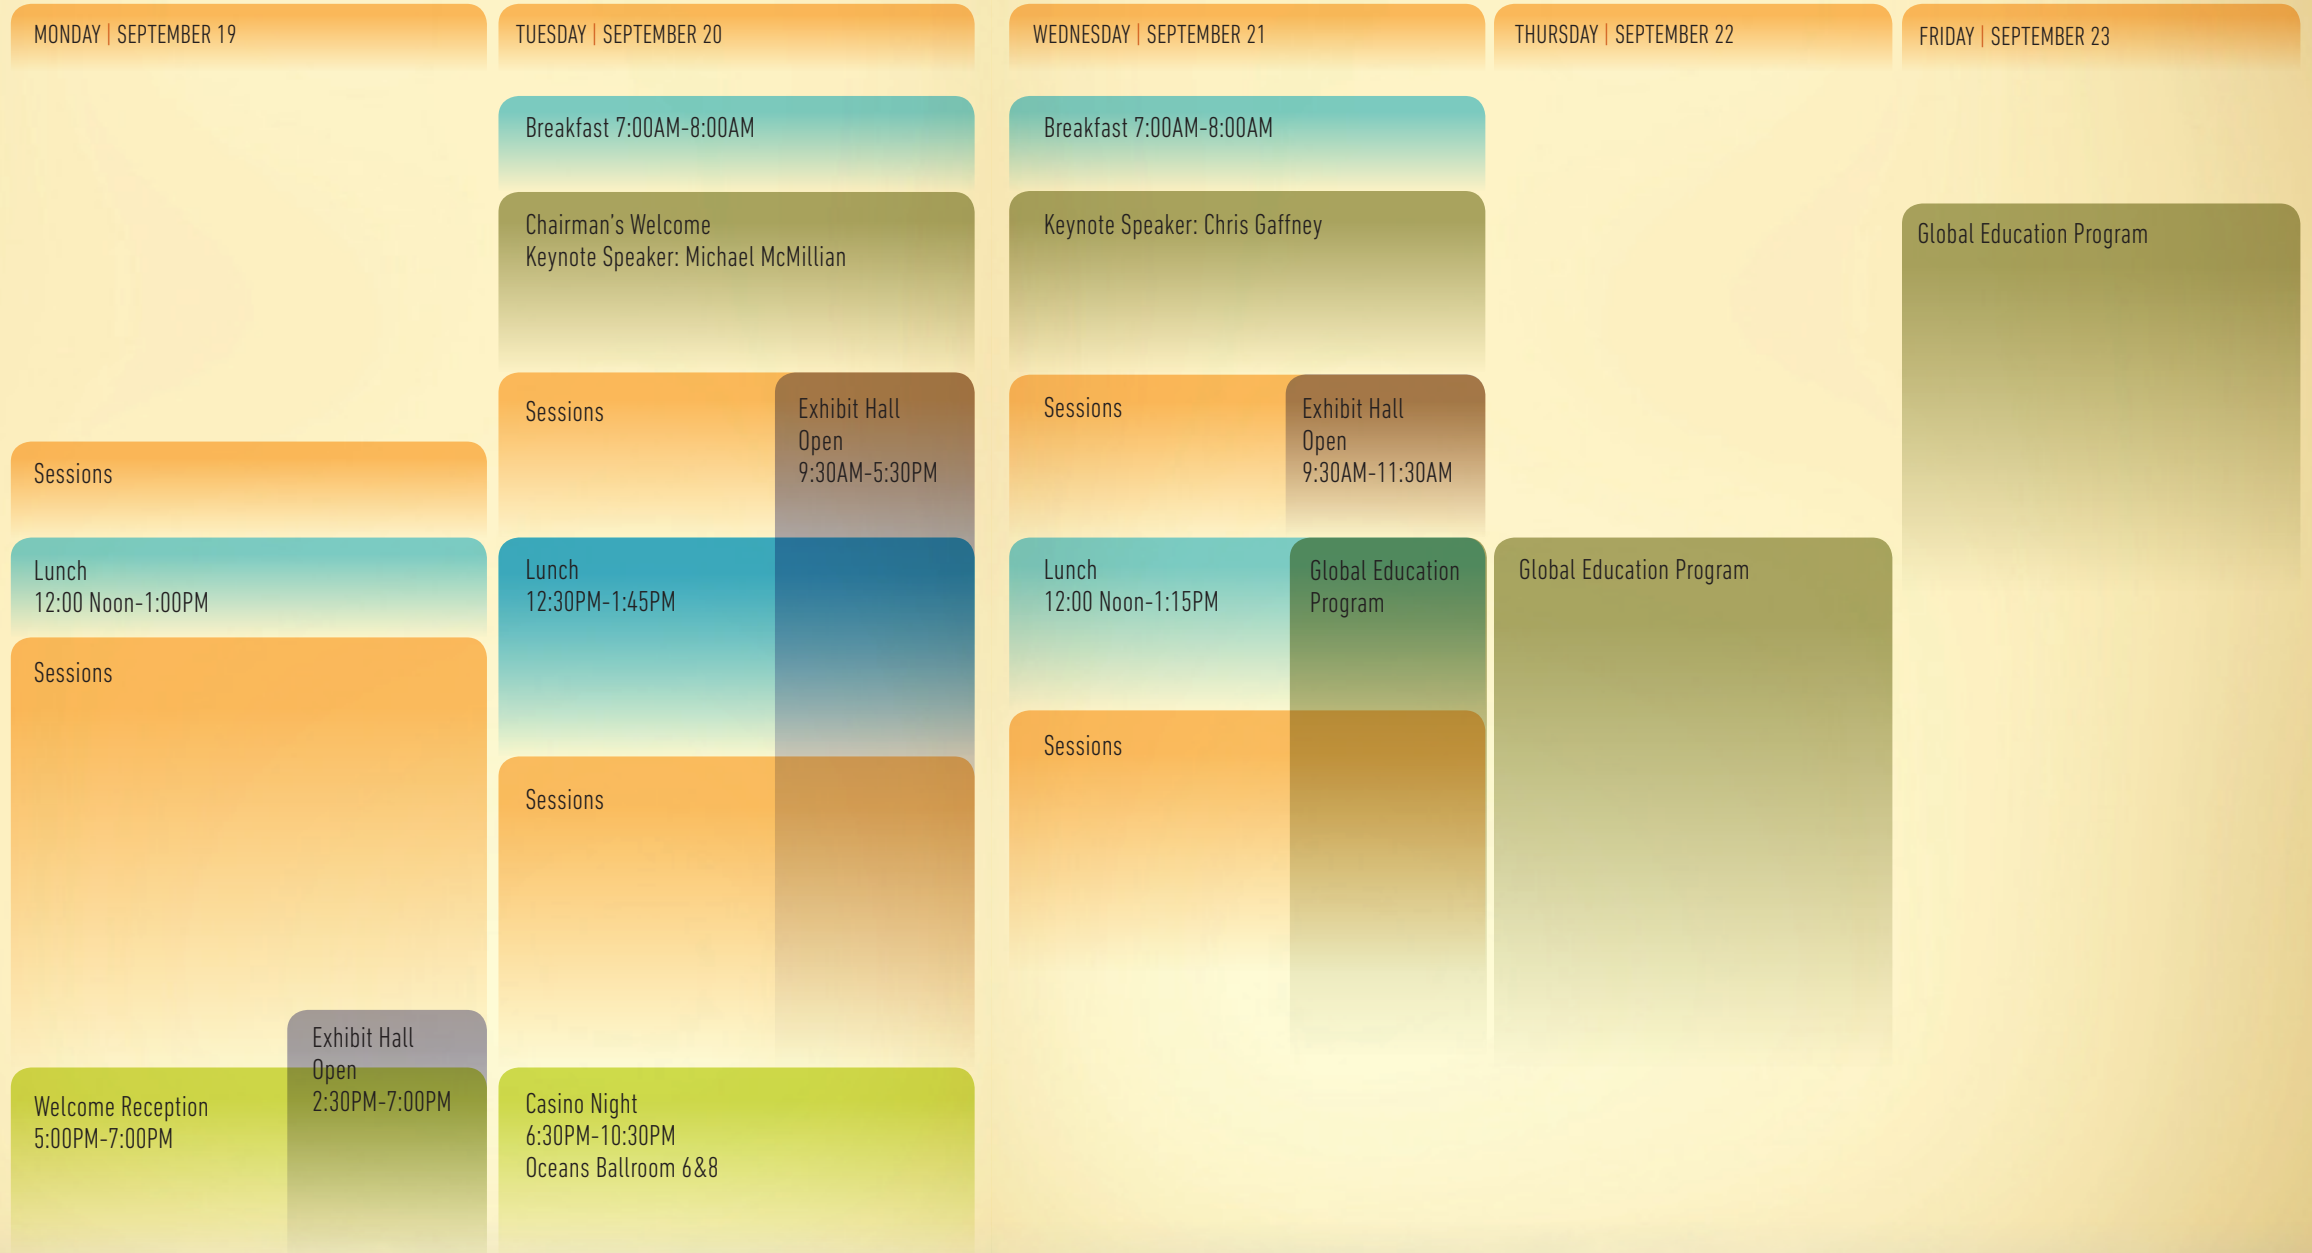 MONDAY | SEPTEMBER 19
Sessions
Lunch
12:00 Noon-1:00PM
Sessions
Exhibit Hall
Open
2:30PM-7:00PM
Welcome Reception
5:00PM-7:00PM
TUESDAY | SEPTEMBER 20
Breakfast 7:00AM-8:00AM
Chairman's Welcome
Keynote Speaker: Michael McMillian
Sessions
Exhibit Hall
Open
9:30AM-5:30PM
Lunch
12:30PM-1:45PM
Sessions
Casino Night
6:30PM-10:30PM
Oceans Ballroom 6&8
WEDNESDAY | SEPTEMBER 21
Breakfast 7:00AM-8:00AM
Keynote Speaker: Chris Gaffney
Sessions
Exhibit Hall
Open
9:30AM-11:30AM
Lunch
12:00 Noon-1:15PM
Global Education
Program
Sessions
THURSDAY | SEPTEMBER 22
Global Education Program
FRIDAY | SEPTEMBER 23
Global Education Program